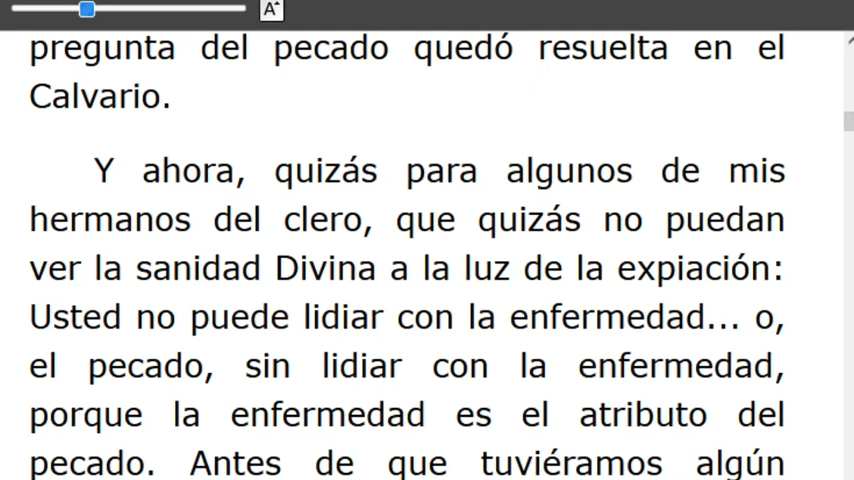 A
pregunta del pecado quedó resuelta en el
Calvario.
Y ahora, quizás para algunos de mis
hermanos del clero, que quizás no puedan
ver la sanidad Divina a la luz de la expiación:
Usted no puede lidiar con la enfermedad... o,
el pecado, sin lidiar con la enfermedad,
porque la enfermedad es el atributo del
pecado. Antes de que tuviéramos algún